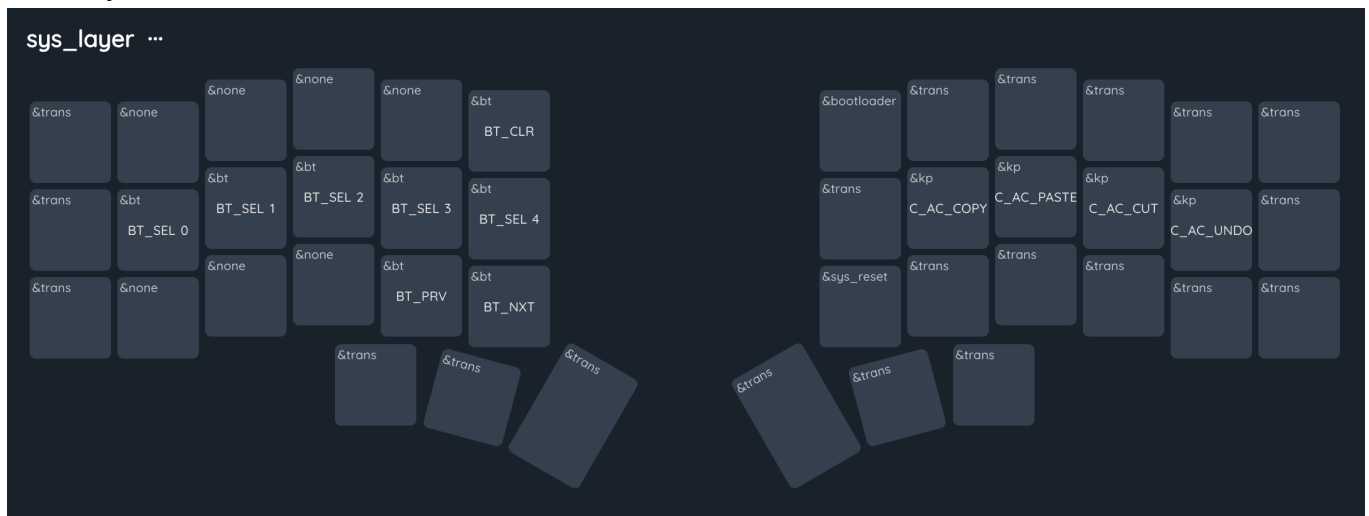 sys_layer ...
&trans &none &none &none &none &bt BT_CLR
&bootloader &trans &trans &trans &trans &trans
&trans &bt BT_SEL 0 &bt BT_SEL 1 &bt BT_SEL 2 &bt BT_SEL 3 &bt BT_SEL 4
&trans &kp C_AC_COPY &kp C_AC_PASTE &kp C_AC_CUT &kp C_AC_UNDO &trans
&trans &none &none &none &bt BT_PRV &bt BT_NXT
&sys_reset &trans &trans &trans &trans &trans
&trans &trans &trans
&trans &trans &trans